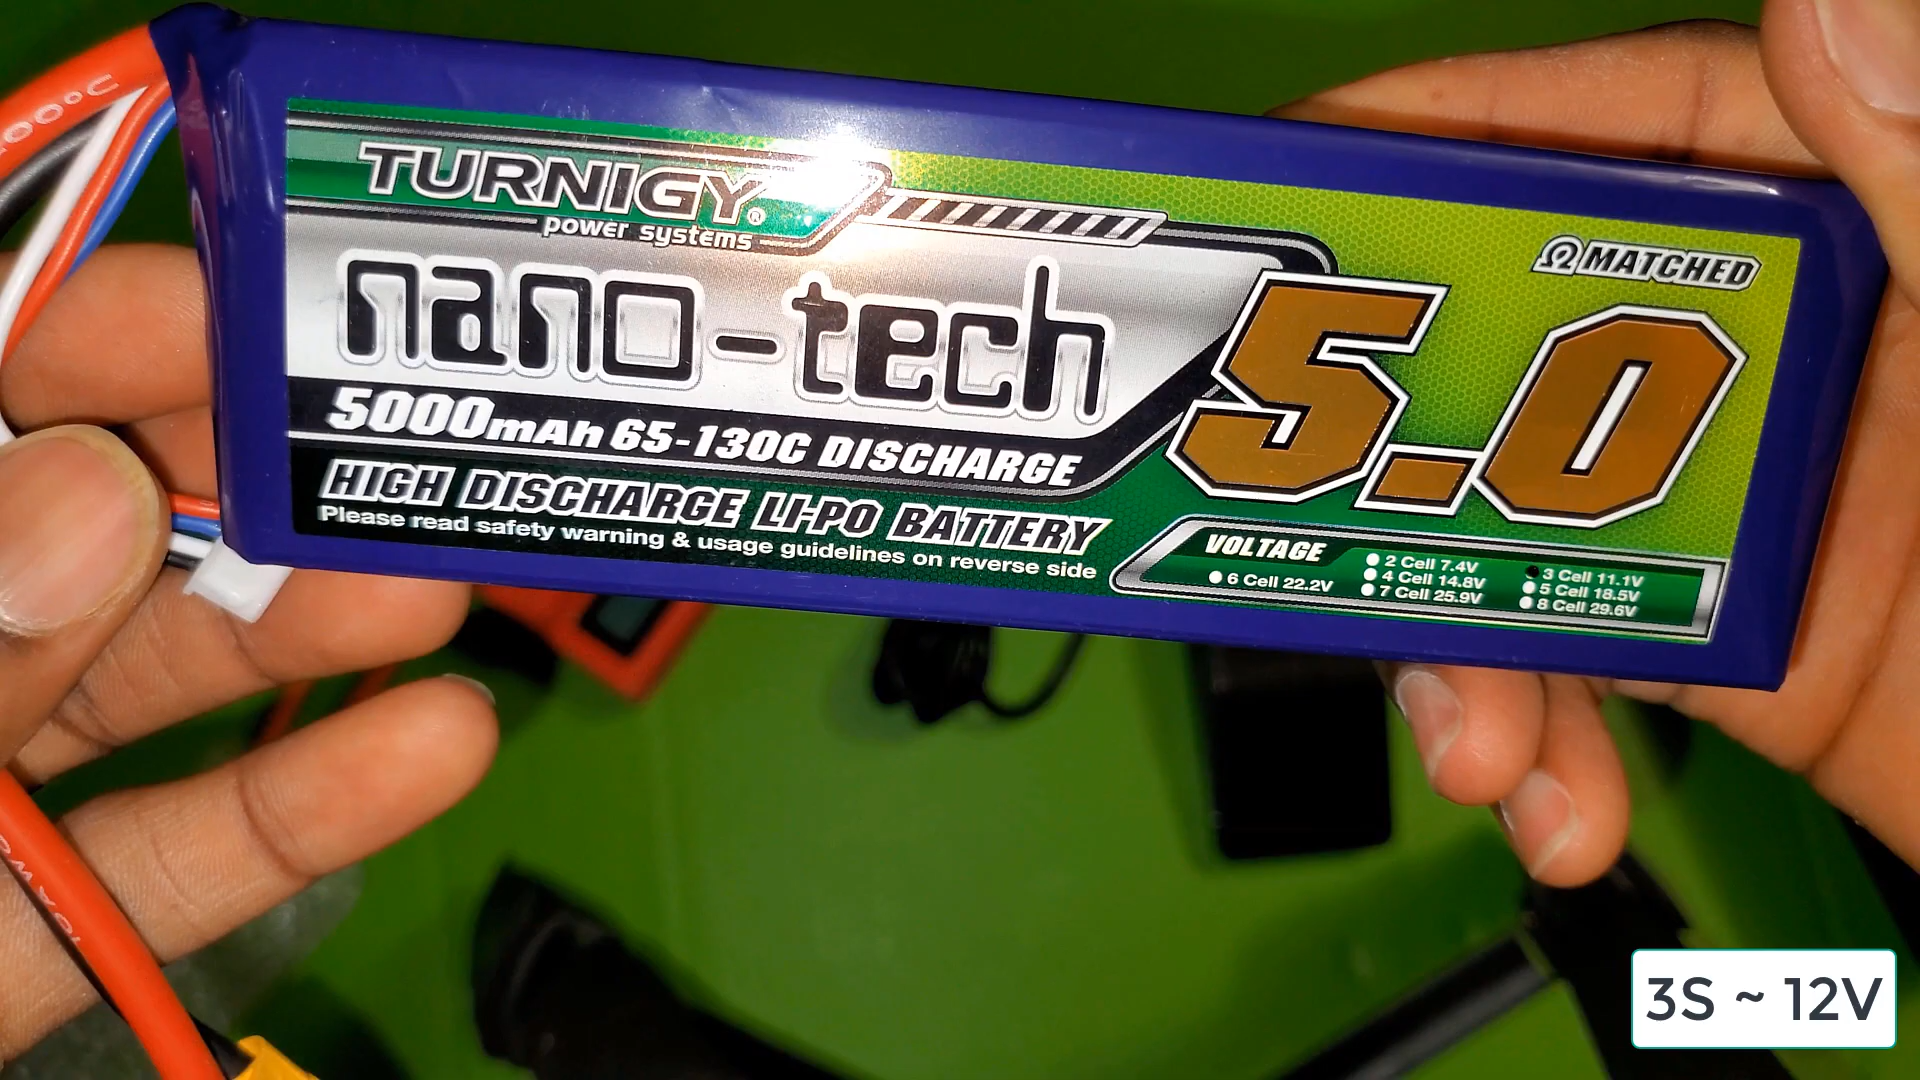 TURNIGY®
power systems
nano-tech
5000mAh 65-130C DISCHARGE
HIGH DISCHARGE LI-PO BATTERY
Please read safety warning & usage guidelines on reverse side
Ω MATCHED
5.0
VOLTAGE
2 Cell 7.4V
3 Cell 11.1V
4 Cell 14.8V
5 Cell 18.5V
6 Cell 22.2V
7 Cell 25.9V
8 Cell 29.6V
00°C
3S ~ 12V